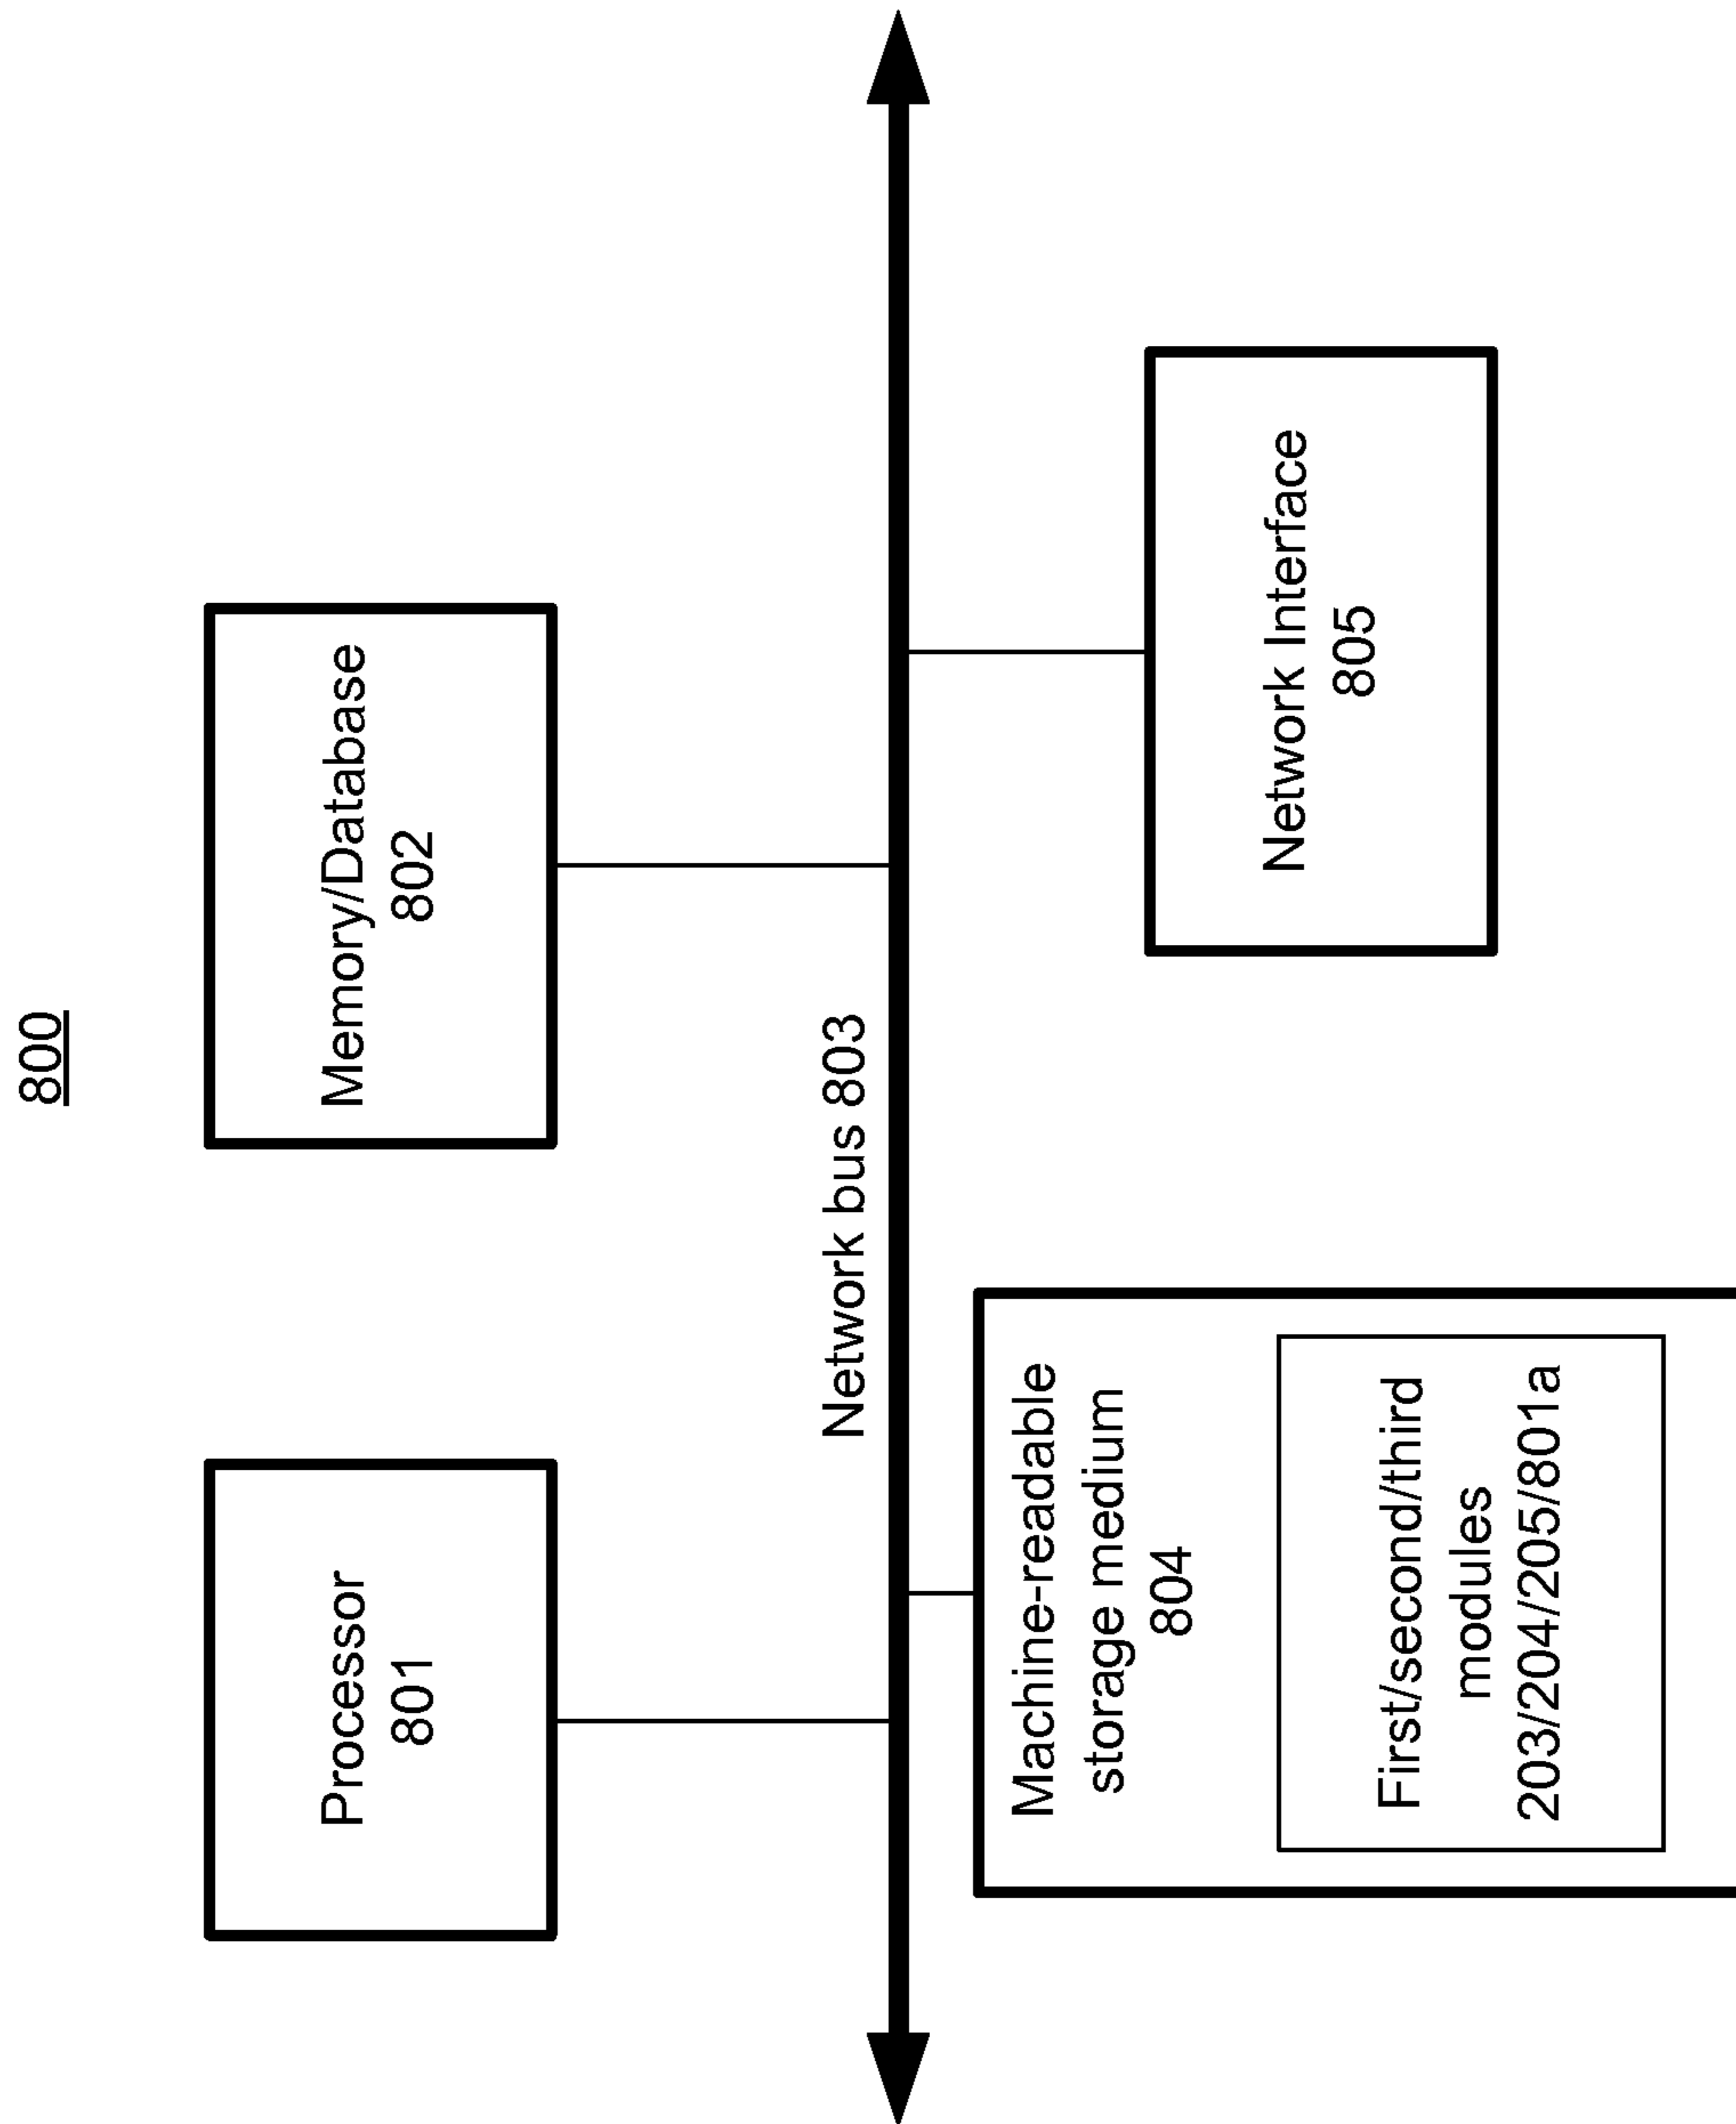 800
Processor
801
Memory/Database
802
Network bus 803
Machine-readable
storage medium
804
First/second/third
modules
203/204/205/801a
Network Interface
805